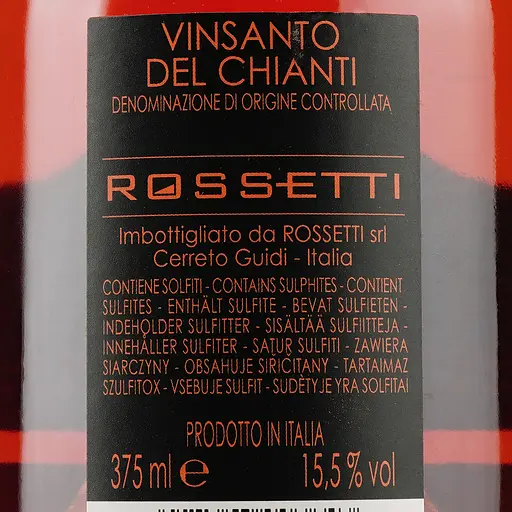 VINSANTO
DEL CHIANTI
DENOMINAZIONE DI ORIGINE CONTROLLATA
ROSSETTI
Imbottigliato da ROSSETTI srl
Cerreto Guidi - Italia
CONTIENE SOLFITI - CONTAINS SULPHITES - CONTIENT
SULFITES - ENTHÄLT SULFITE - BEVAT SULFIETEN -
INDEHOLDER SULFITTER - SISÄLTÄÄ SULFIITTEJA -
INNEHÅLLER SULFITER - SATUR SULFITI - ZAWIERA
SIARCZYNY - OBSAHUJE SIŘIČITANY - TARTALMAZ
SZULFITOX - VSEBUJE SULFIT - SUDĖTYJE YRA SOLFITAI
PRODOTTO IN ITALIA
375 ml e 15,5 % vol